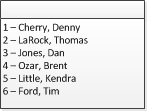 1 – Cherry, Denny
2 – LaRock, Thomas
3 – Jones, Dan
4 – Ozar, Brent
5 – Little, Kendra
6 – Ford, Tim